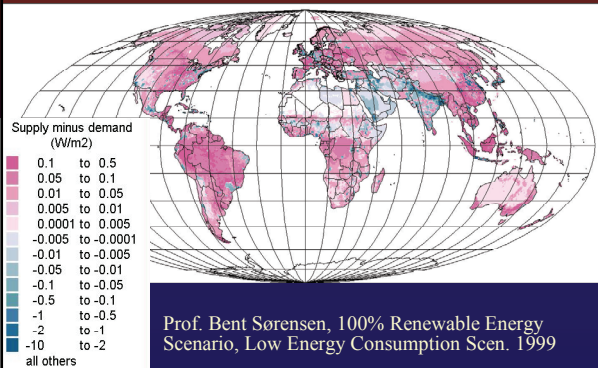 Supply minus demand
(W/m2)
0.1 to 0.5
0.05 to 0.1
0.01 to 0.05
0.005 to 0.01
0.0001 to 0.005
-0.005 to -0.0001
-0.01 to -0.005
-0.05 to -0.01
-0.1 to -0.05
-0.5 to -0.1
-1 to -0.5
-2 to -1
-10 to -2
all others
Prof. Bent Sørensen, 100% Renewable Energy
Scenario, Low Energy Consumption Scen. 1999